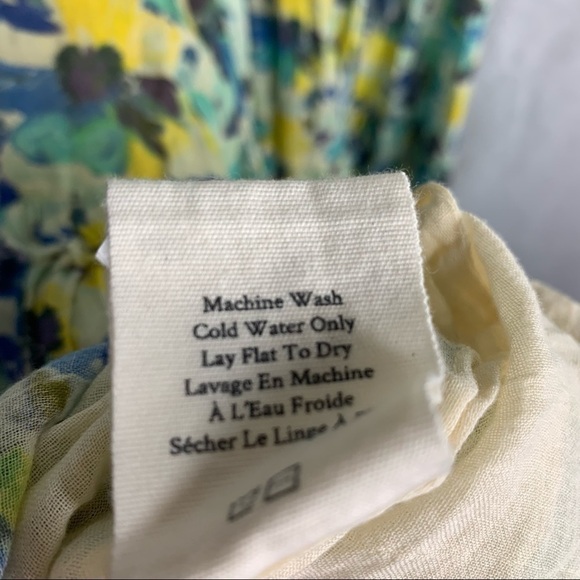 Machine Wash
Cold Water Only
Lay Flat To Dry
Lavage En Machine
À L'Eau Froide
Sécher Le Linge À